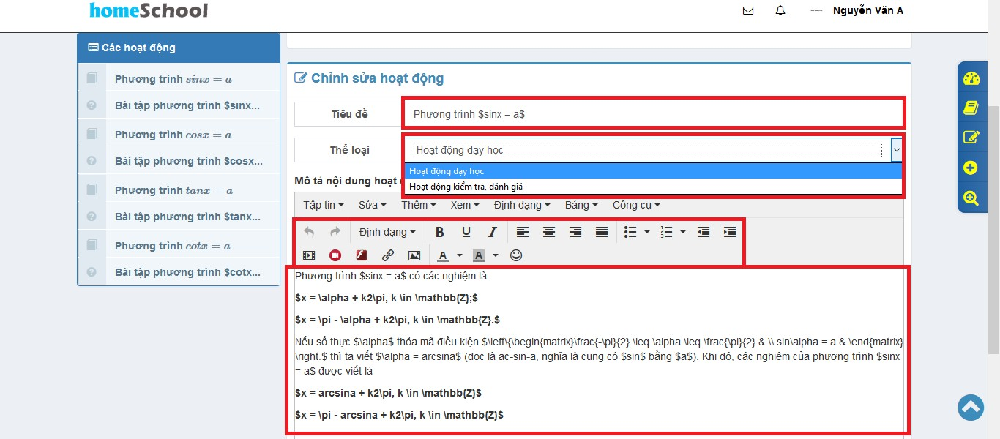 homeSchool
Nguyễn Văn A
Các hoạt động
Phương trình sinx = a
Bài tập phương trình $sinx...
Phương trình cosx = a
Bài tập phương trình $cosx...
Phương trình tanx = a
Bài tập phương trình $tanx...
Phương trình cotx = a
Bài tập phương trình $cotx...
Chỉnh sửa hoạt động
Tiêu đề
Phương trình $sinx = a$
Thể loại
Hoạt động dạy học
Hoạt động dạy học
Hoạt động kiểm tra, đánh giá
Mô tả nội dung hoạt
Tập tin Sửa Thêm Xem Định dạng Bảng Công cụ
Định dạng B U I
A A
Phương trình $sinx = a$ có các nghiệm là
$x = \alpha + k2\pi, k \in \mathbb{Z};$
$x = \pi - \alpha + k2\pi, k \in \mathbb{Z}.$
Nếu số thực $\alpha$ thỏa mã điều kiện $\left\{\begin{matrix}\frac{-\pi}{2} \leq \alpha \leq \frac{\pi}{2} & \\ sin\alpha = a & \end{matrix}
\right.$ thì ta viết $\alpha = arcsina$ (đọc là ac-sin-a, nghĩa là cung có $sin$ bằng $a$). Khi đó, các nghiệm của phương trình $sinx
= a$ được viết là
$x = arcsina + k2\pi, k \in \mathbb{Z}$
$x = \pi - arcsina + k2\pi, k \in \mathbb{Z}$